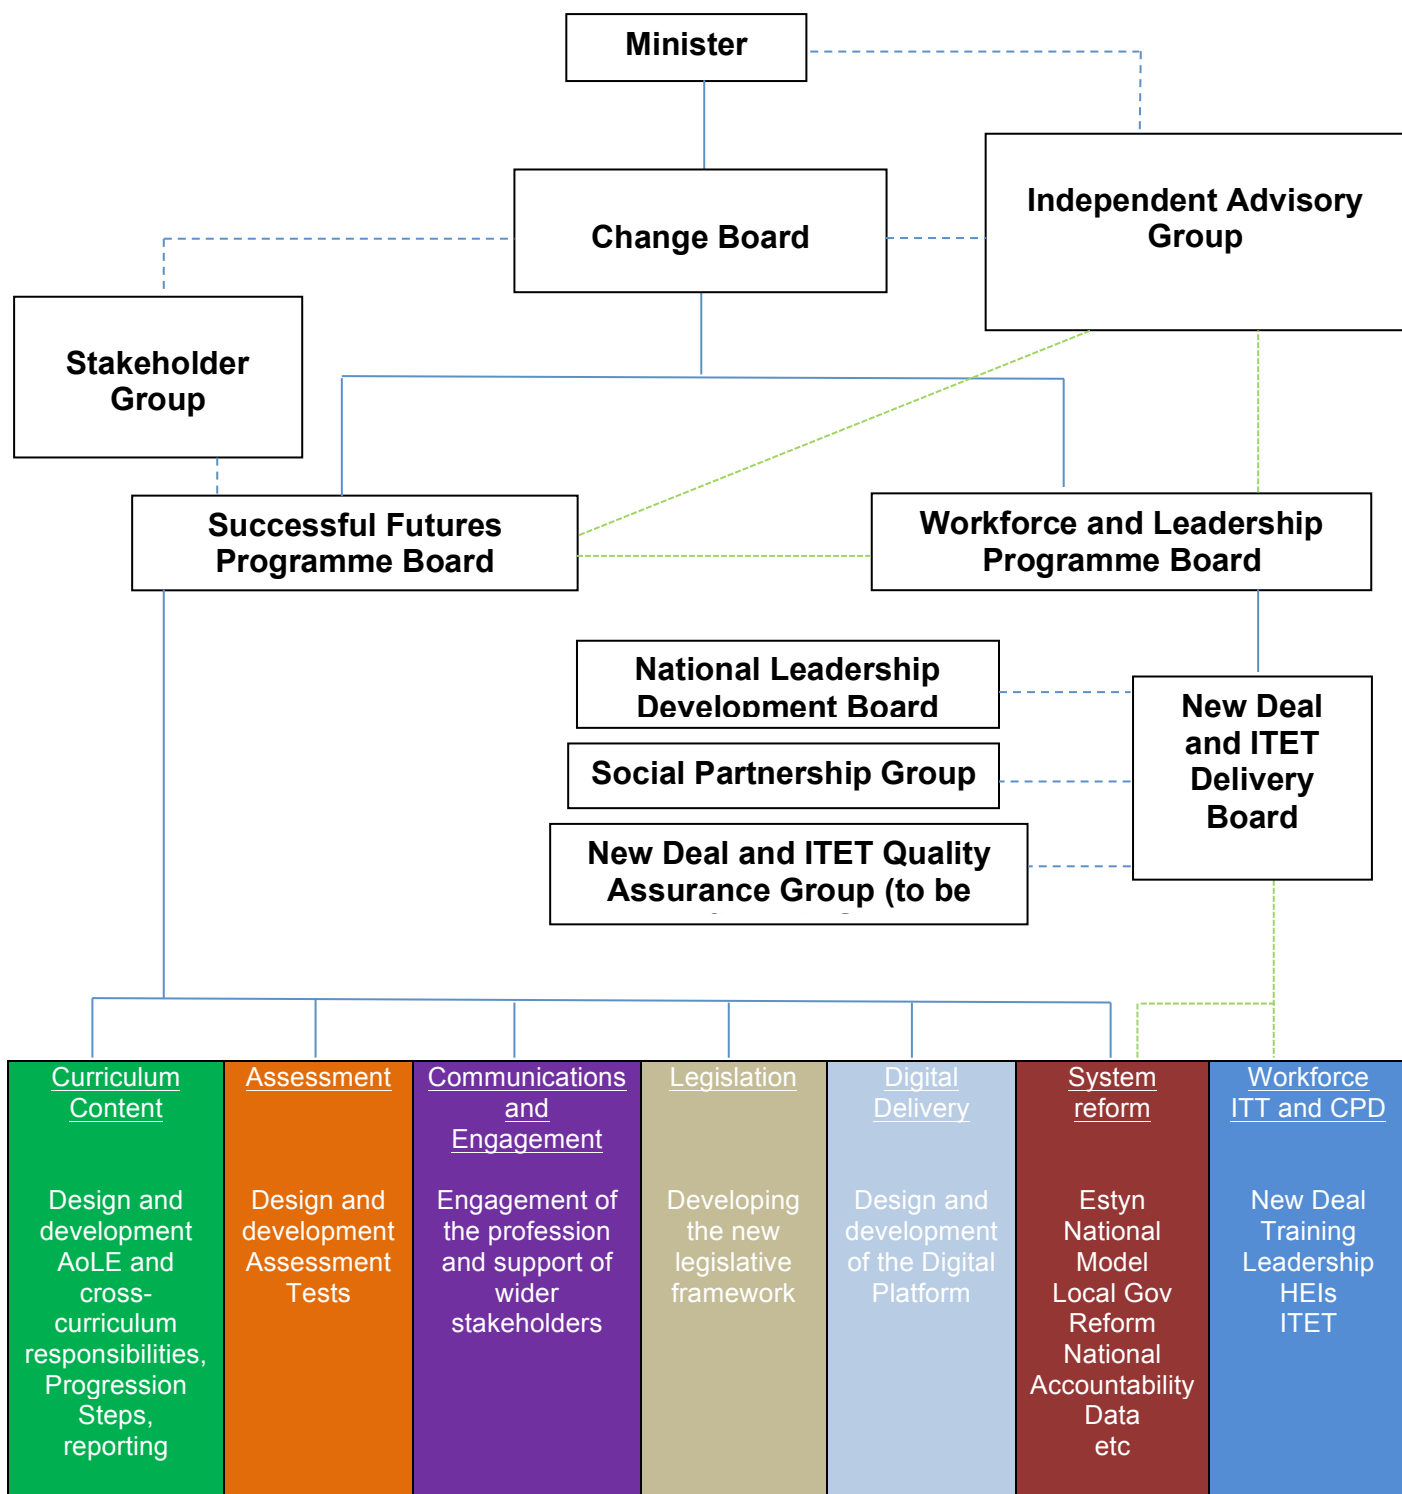 Minister
Independent Advisory
Group
Change Board
Stakeholder
Group
Successful Futures
Programme Board
Workforce and Leadership
Programme Board
National Leadership
Development Board
New Deal
and ITET
Delivery
Board
Social Partnership Group
New Deal and ITET Quality
Assurance Group (to be
Curriculum
Content
Design and
development
AoLE and
cross-
curriculum
responsibilities,
Progression
Steps,
reporting
Assessment
Design and
development
Assessment
Tests
Communications
and
Engagement
Engagement of
the profession
and support of
wider
stakeholders
Legislation
Developing
the new
legislative
framework
Digital
Delivery
Design and
development
of the Digital
Platform
System
reform
Estyn
National
Model
Local Gov
Reform
National
Accountability
Data
etc
Workforce
ITT and CPD
New Deal
Training
Leadership
HEIs
ITET